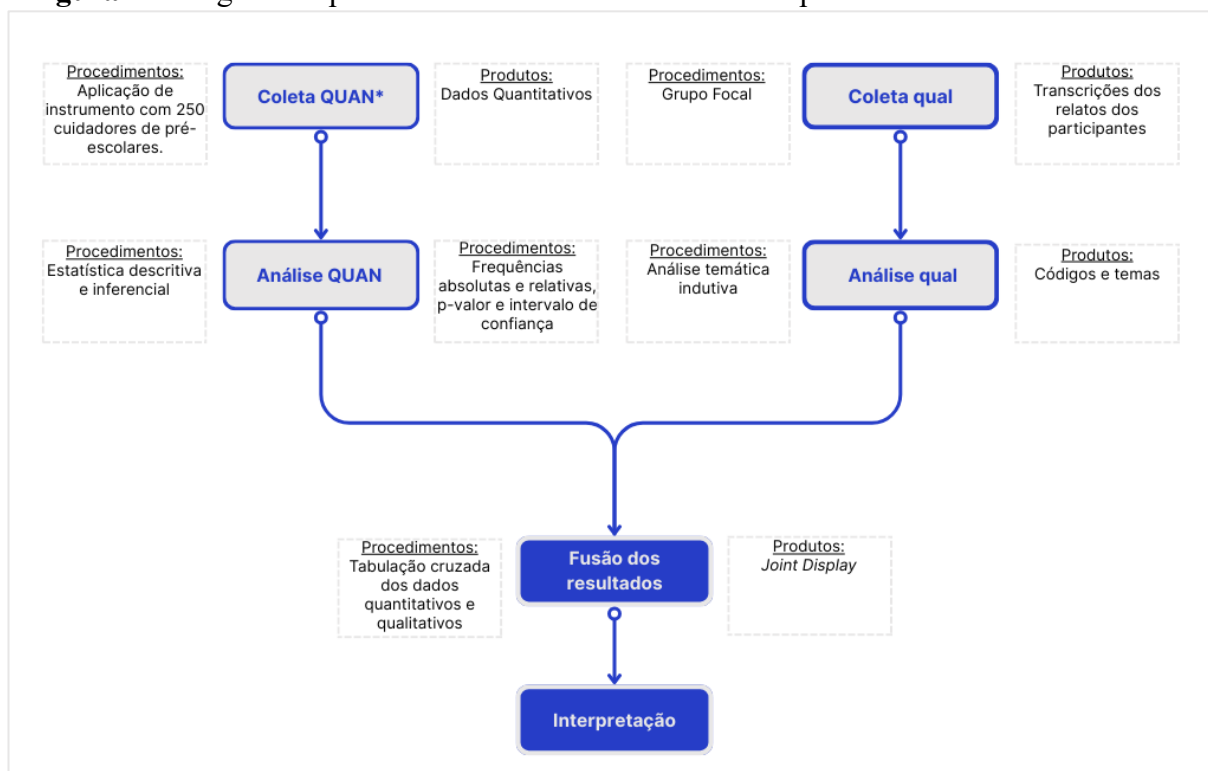 Procedimentos:
Aplicação de
instrumento com 250
cuidadores de pré-
escolares.
Coleta QUAN*
Produtos:
Dados Quantitativos
Procedimentos:
Grupo Focal
Coleta qual
Produtos:
Transcrições dos
relatos dos
participantes
Procedimentos:
Estatística descritiva
e inferencial
Análise QUAN
Procedimentos:
Frequências
absolutas e relativas,
p-valor e intervalo de
confiança
Procedimentos:
Análise temática
indutiva
Análise qual
Produtos:
Códigos e temas
Procedimentos:
Tabulação cruzada
dos dados
quantitativos e
qualitativos
Fusão dos
resultados
Produtos:
Joint Display
Interpretação